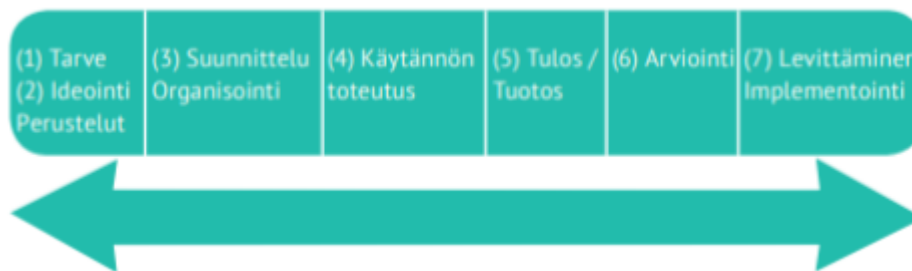 (1) Tarve
(2) Ideointi
Perustelut
(3) Suunnittelu
Organisointi
(4) Käytännön
toteutus
(5) Tulos /
Tuotos
(6) Arviointi
(7) Levittäminen
Implementointi